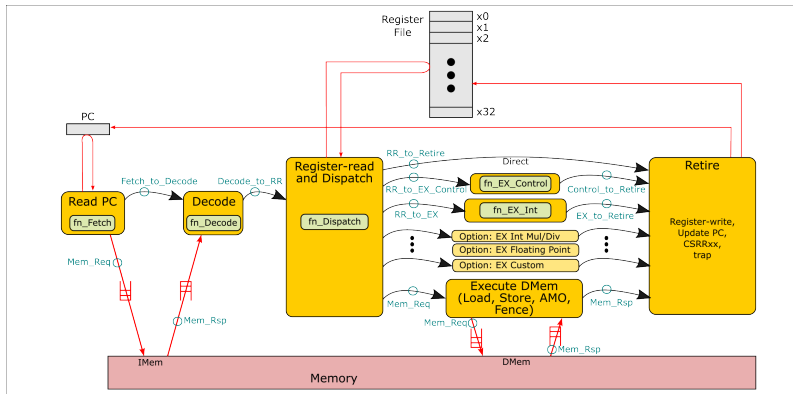 Register
File
x0
x1
x2
x32
PC
Read PC
fn_Fetch
Fetch_to_Decode
Decode
fn_Decode
Decode_to_RR
Register-read
and Dispatch
fn_Dispatch
RR_to_Retire
Direct
RR_to_EX_Control
fn_EX_Control
Control_to_Retire
RR_to_EX
fn_EX_Int
EX_to_Retire
Option: EX Int Mul/Div
Option: EX Floating Point
Option: EX Custom
Mem_Req
Execute DMem
(Load, Store, AMO,
Fence)
Mem_Rsp
Retire
Register-write,
Update PC,
CSRRxx,
trap
Mem_Req
Mem_Rsp
Mem_Req
Mem_Rsp
IMem
DMem
Memory